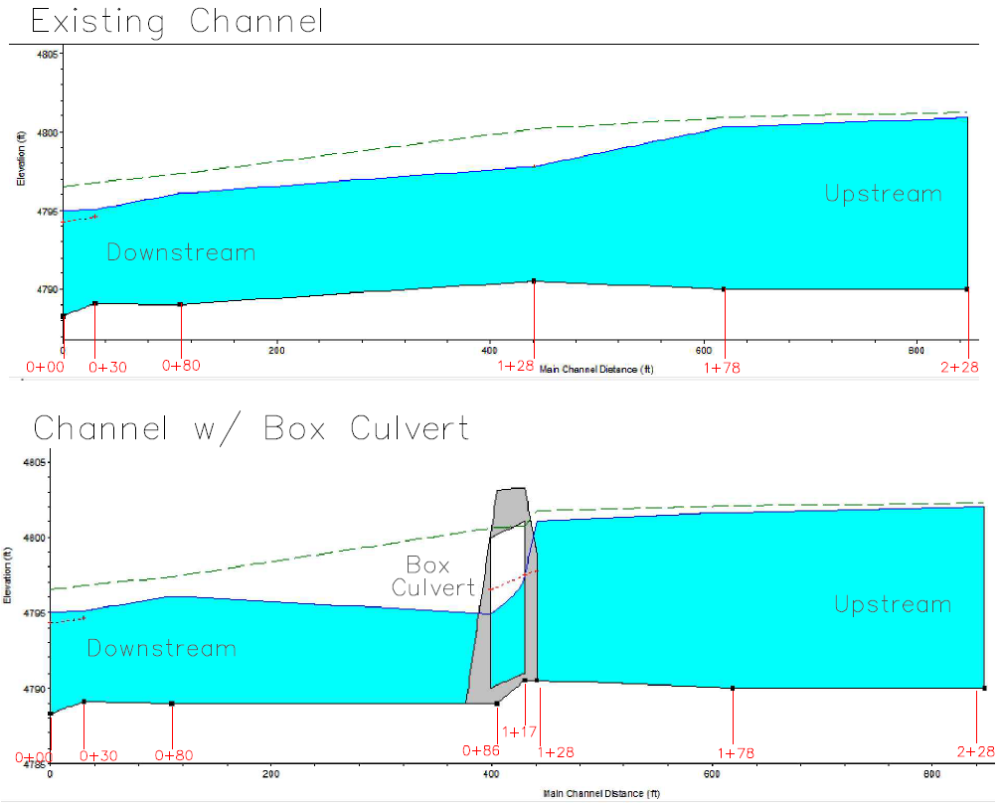 Existing Channel
4805
4800
4795
4790
Elevation (ft)
Upstream
Downstream
0 200 400 600 800
0+00 0+30 0+80 1+28 Main Channel Distance (ft) 1+78 2+28
Channel w/ Box Culvert
4805
4800
4795
4790
4785
Elevation (ft)
Box
Culvert
Upstream
Downstream
0+00 0+30 0+80 0+86 1+17 1+28 1+78 2+28
0 200 400 600 800
Main Channel Distance (ft)